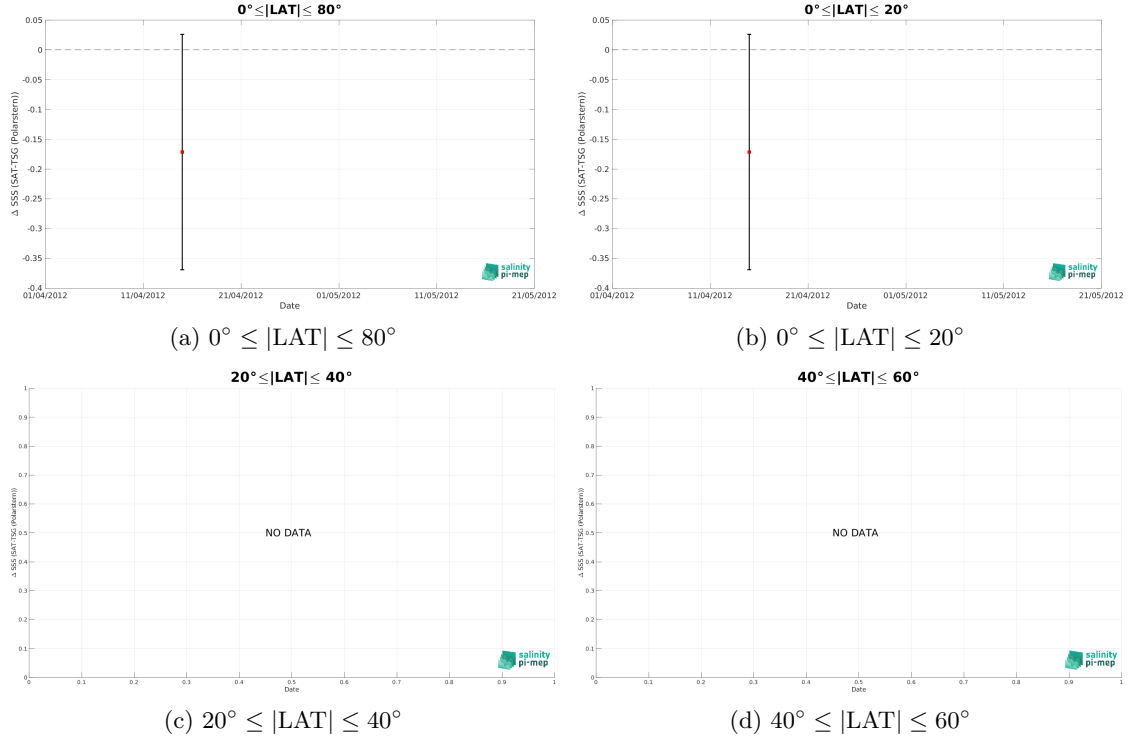 0°≤|LAT|≤ 80°
0.05
0
-0.05
-0.1
-0.15
-0.2
-0.25
-0.3
-0.35
-0.4
Δ SSS (SAT-TSG (Polarstern))
01/04/2012 11/04/2012 21/04/2012 01/05/2012 11/05/2012 21/05/2012
Date
salinity
pi-mep
(a) 0° ≤ |LAT| ≤ 80°
0°≤|LAT|≤ 20°
0.05
0
-0.05
-0.1
-0.15
-0.2
-0.25
-0.3
-0.35
-0.4
Δ SSS (SAT-TSG (Polarstern))
01/04/2012 11/04/2012 21/04/2012 01/05/2012 11/05/2012 21/05/2012
Date
salinity
pi-mep
(b) 0° ≤ |LAT| ≤ 20°
20°≤|LAT|≤ 40°
1
0.9
0.8
0.7
0.6
0.5
0.4
0.3
0.2
0.1
0
Δ SSS (SAT-TSG (Polarstern))
NO DATA
0 0.1 0.2 0.3 0.4 0.5 0.6 0.7 0.8 0.9 1
Date
salinity
pi-mep
(c) 20° ≤ |LAT| ≤ 40°
40°≤|LAT|≤ 60°
1
0.9
0.8
0.7
0.6
0.5
0.4
0.3
0.2
0.1
0
Δ SSS (SAT-TSG (Polarstern))
NO DATA
0 0.1 0.2 0.3 0.4 0.5 0.6 0.7 0.8 0.9 1
Date
salinity
pi-mep
(d) 40° ≤ |LAT| ≤ 60°